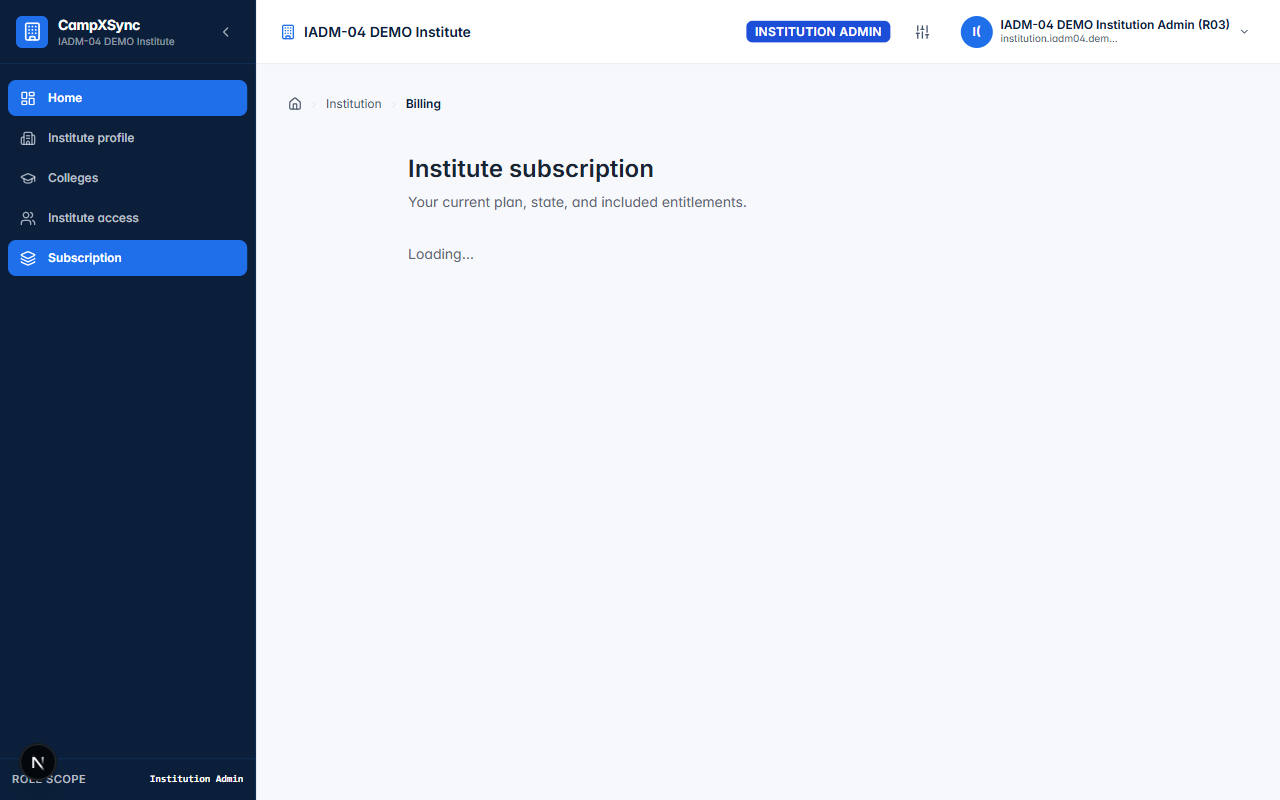 CampXSync
IADM-04 DEMO Institute
Home
Institute profile
Colleges
Institute access
Subscription
ROLE SCOPE
Institution Admin
IADM-04 DEMO Institute
INSTITUTION ADMIN
I(
IADM-04 DEMO Institution Admin (R03)
institution.iadm04.dem...
Institution
Billing
Institute subscription
Your current plan, state, and included entitlements.
Loading...
N